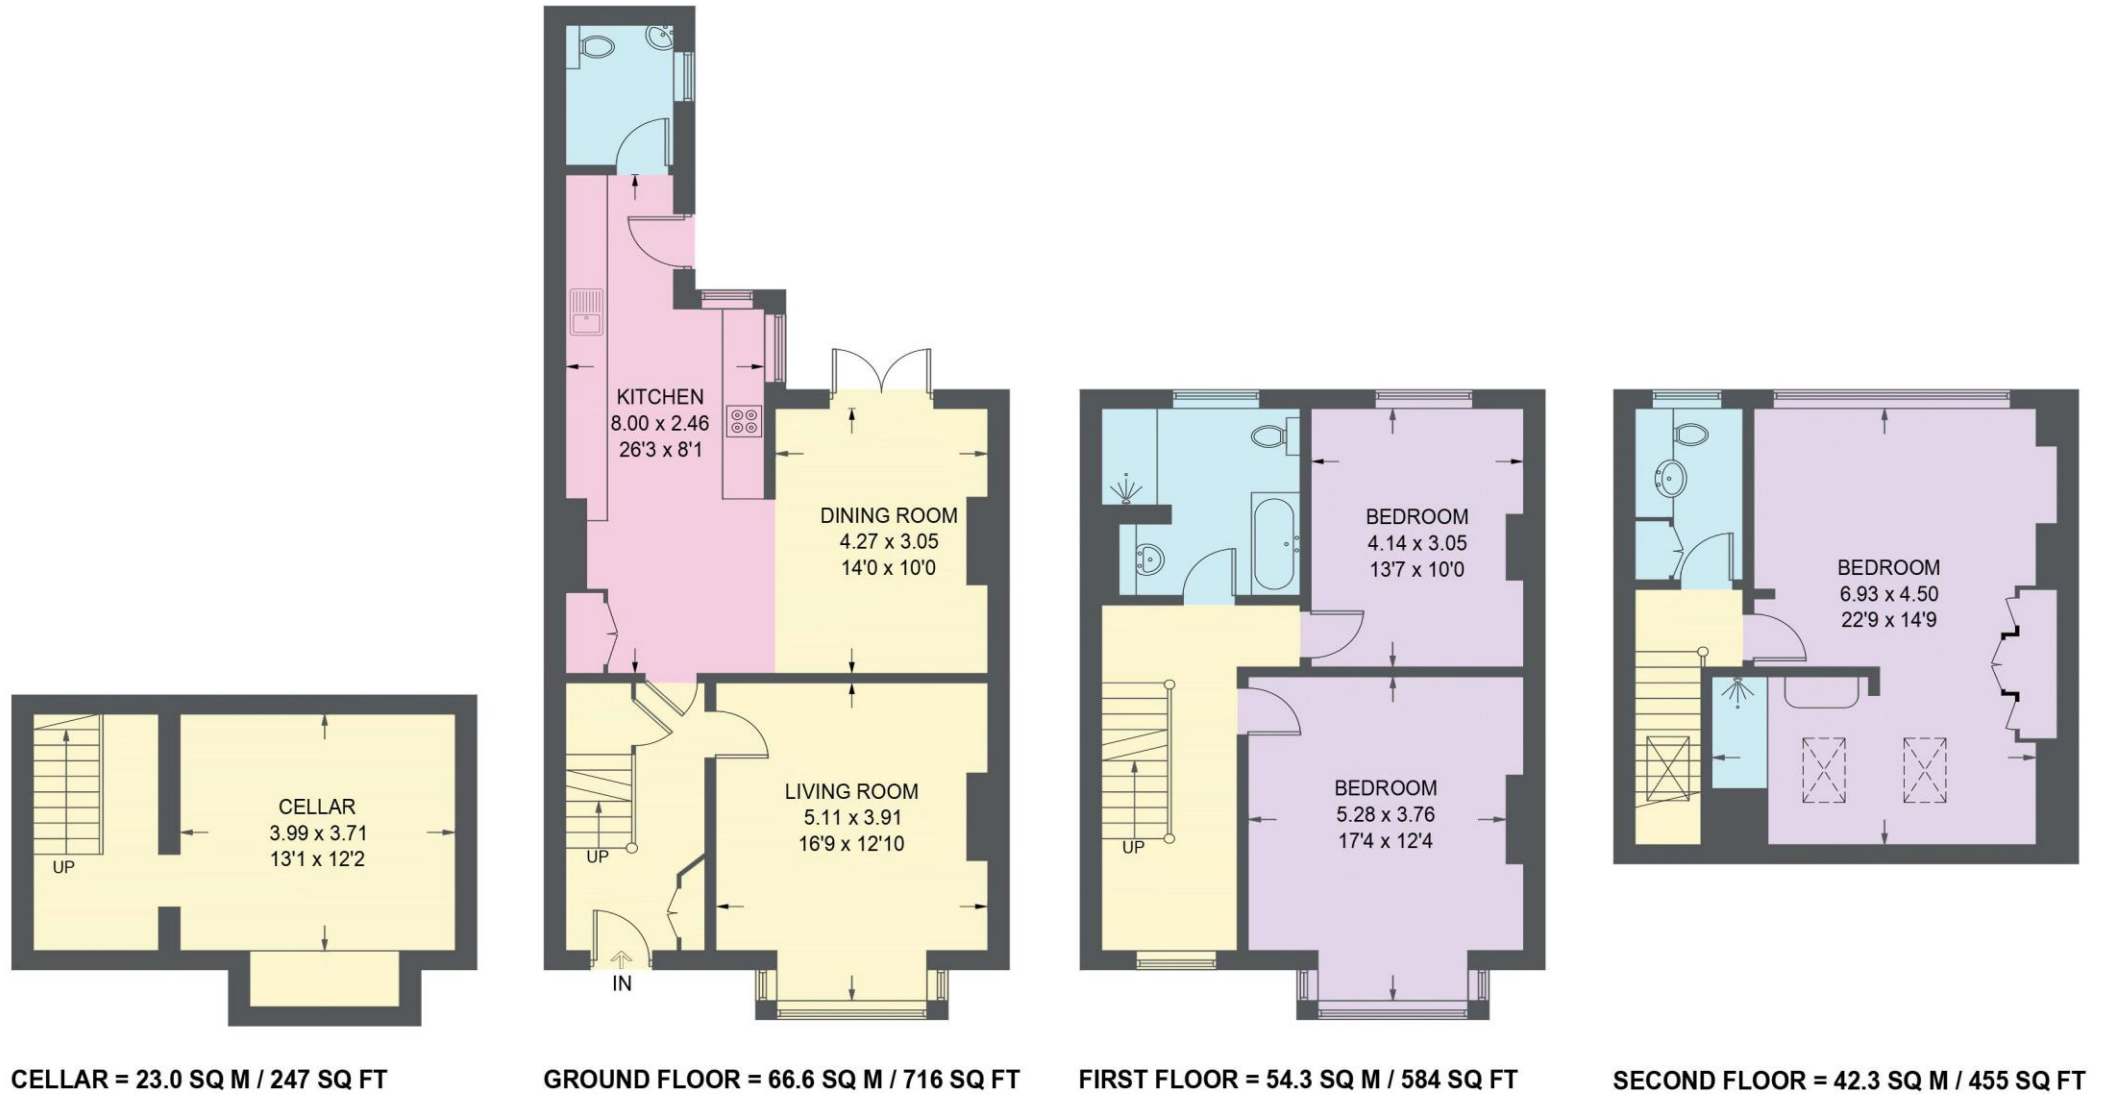 KITCHEN
8.00 x 2.46
26'3 x 8'1
DINING ROOM
4.27 x 3.05
14'0 x 10'0
BEDROOM
4.14 x 3.05
13'7 x 10'0
BEDROOM
6.93 x 4.50
22'9 x 14'9
CELLAR
3.99 x 3.71
13'1 x 12'2
UP
LIVING ROOM
5.11 x 3.91
16'9 x 12'10
UP
IN
BEDROOM
5.28 x 3.76
17'4 x 12'4
UP
CELLAR = 23.0 SQ M / 247 SQ FT
GROUND FLOOR = 66.6 SQ M / 716 SQ FT
FIRST FLOOR = 54.3 SQ M / 584 SQ FT
SECOND FLOOR = 42.3 SQ M / 455 SQ FT